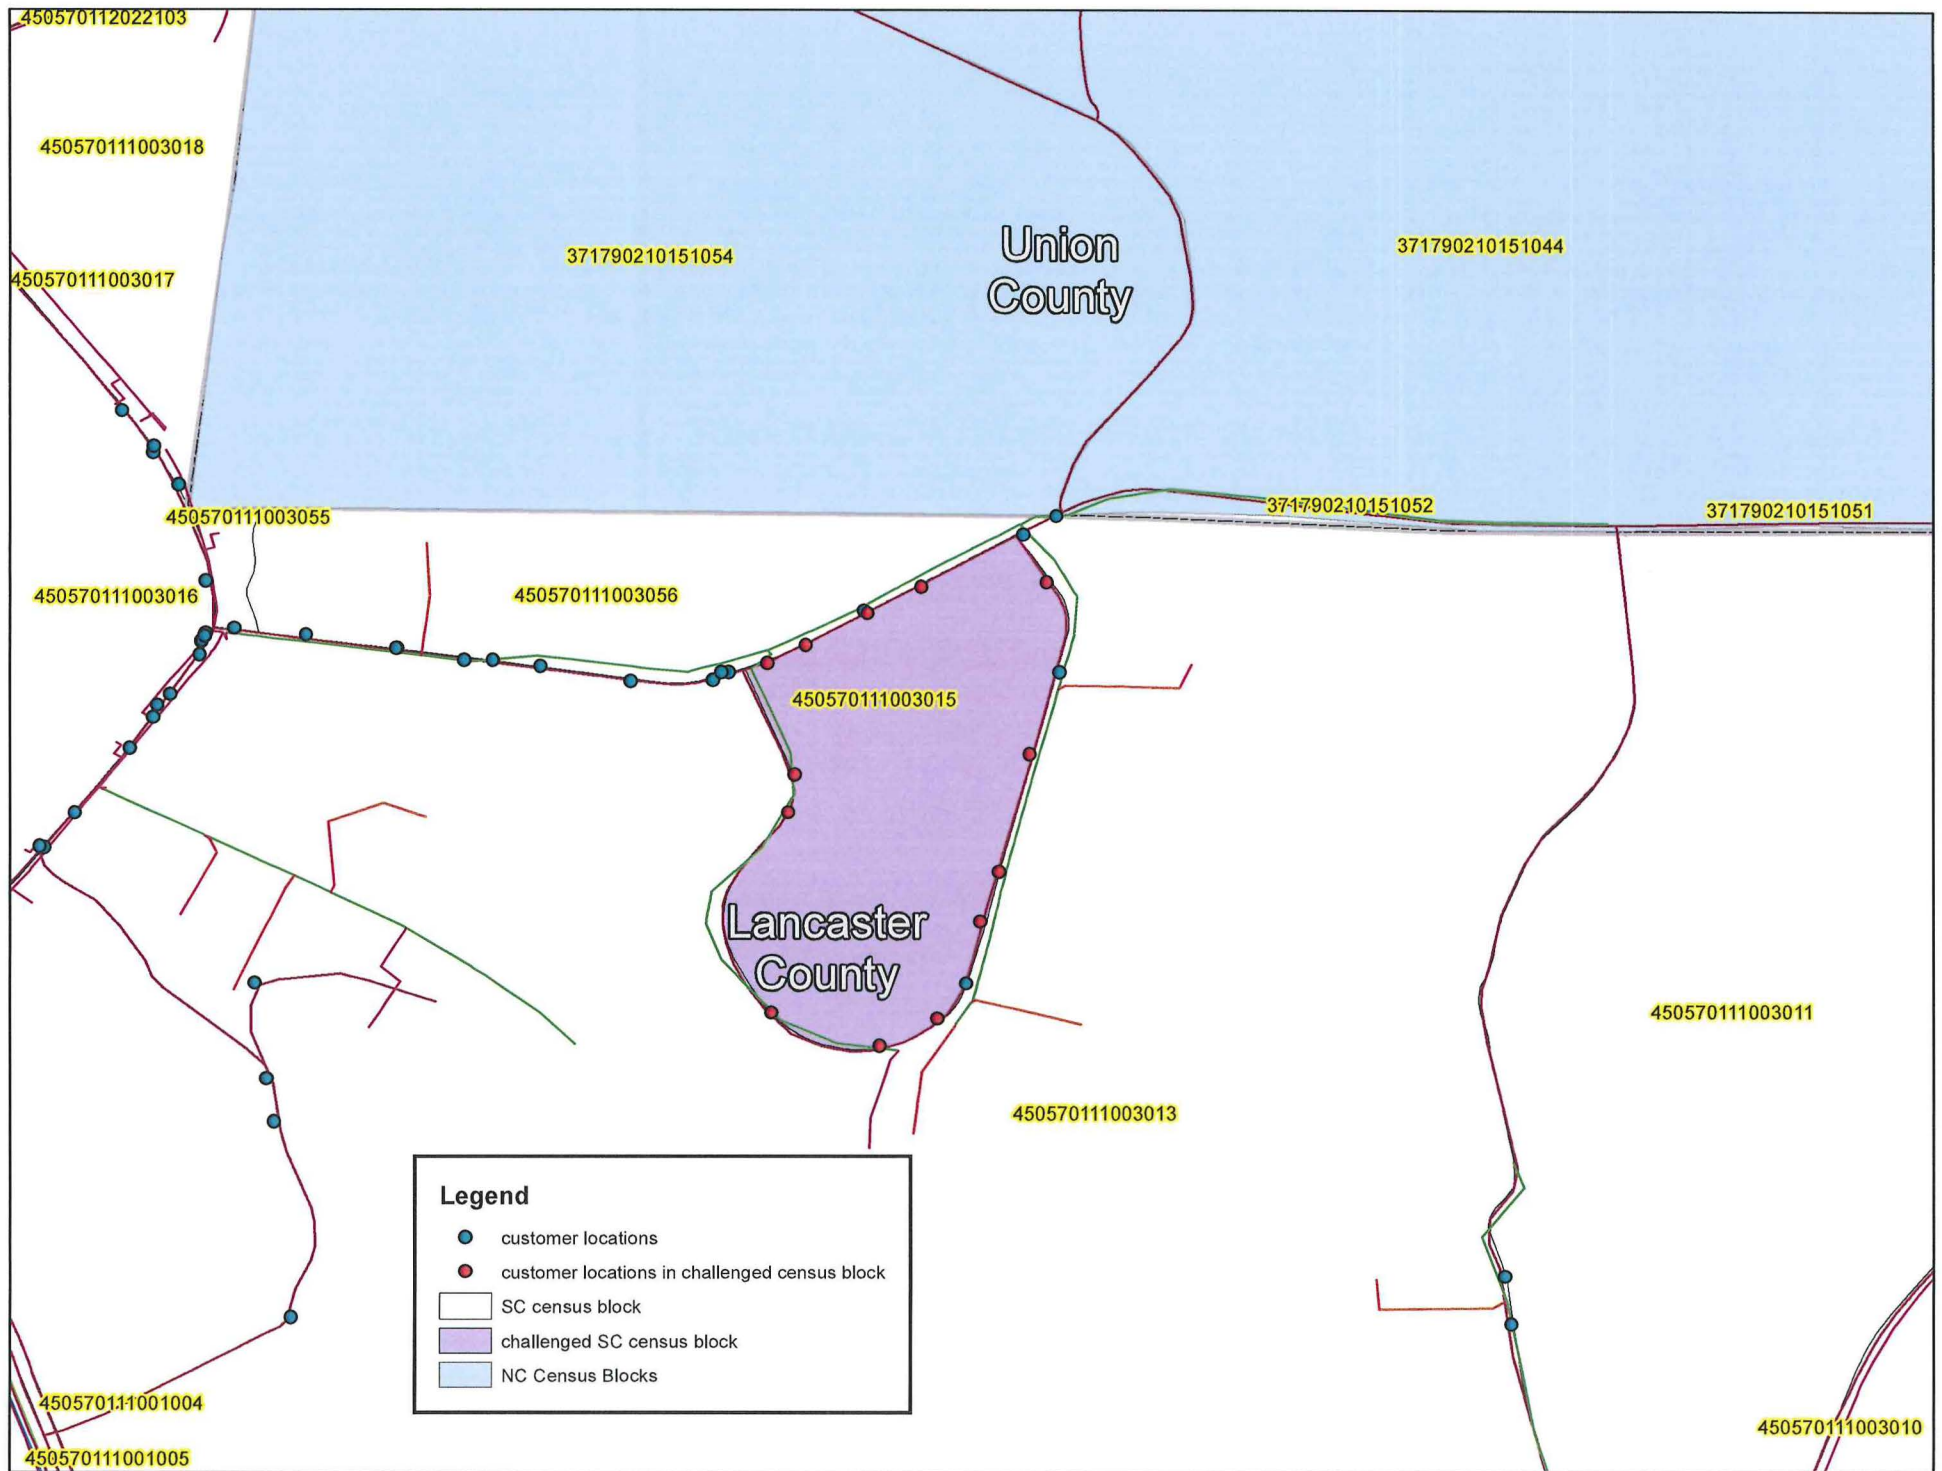 450570112022103
450570111003018
371790210151054
Union
County
371790210151044
450570111003017
371790210151052
371790210151051
450570111003055
450570111003016
450570111003056
450570111003015
Lancaster
County
450570111003011
450570111003013
Legend
customer locations
customer locations in challenged census block
SC census block
challenged SC census block
NC Census Blocks
450570111001004
450570111003010
450570111001005